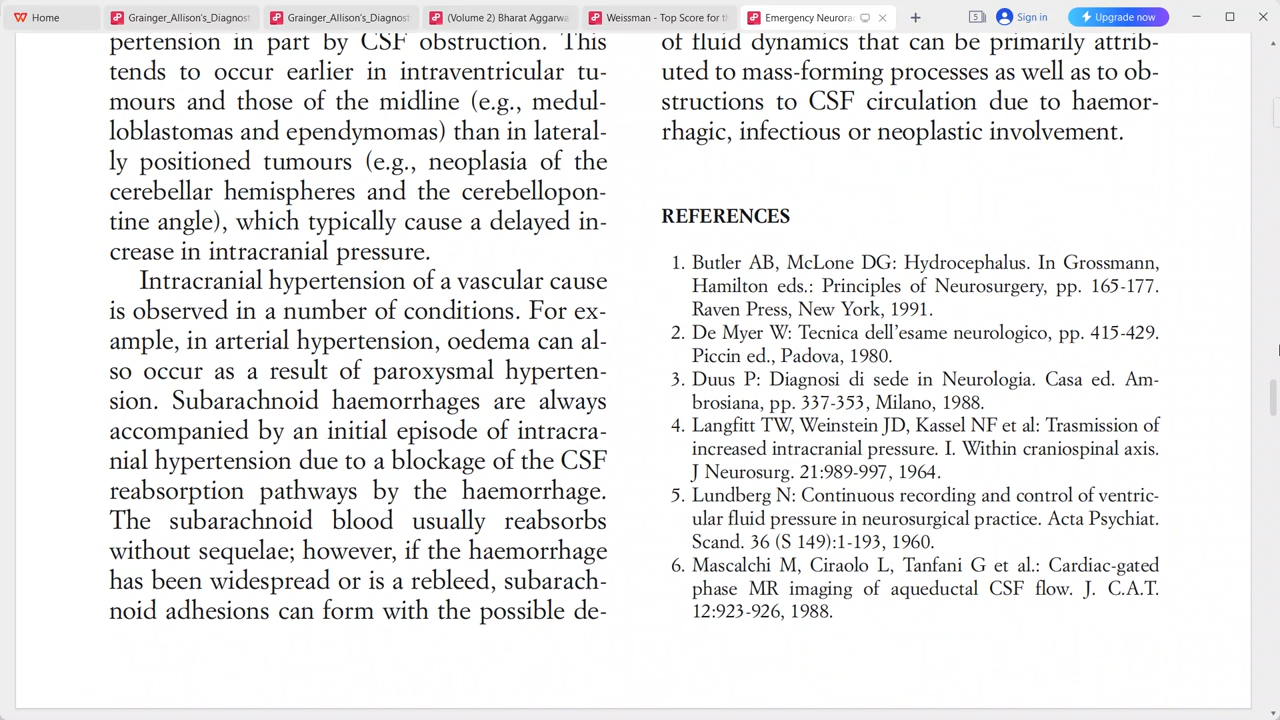 Home
Grainger_Allison's_Diagnost
Grainger_Allison's_Diagnost
(Volume 2) Bharat Aggarwa
Weissman - Top Score for t
Emergency Neurorac
5
Sign in
Upgrade now
pertension in part by CSF obstruction. This
tends to occur earlier in intraventricular tu-
mours and those of the midline (e.g., medul-
loblastomas and ependymomas) than in lateral-
ly positioned tumours (e.g., neoplasia of the
cerebellar hemispheres and the cerebellopon-
tine angle), which typically cause a delayed in-
crease in intracranial pressure.
Intracranial hypertension of a vascular cause
is observed in a number of conditions. For ex-
ample, in arterial hypertension, oedema can al-
so occur as a result of paroxysmal hyperten-
sion. Subarachnoid haemorrhages are always
accompanied by an initial episode of intracra-
nial hypertension due to a blockage of the CSF
reabsorption pathways by the haemorrhage.
The subarachnoid blood usually reabsorbs
without sequelae; however, if the haemorrhage
has been widespread or is a rebleed, subarach-
noid adhesions can form with the possible de-
of fluid dynamics that can be primarily attrib-
uted to mass-forming processes as well as to ob-
structions to CSF circulation due to haemor-
rhagic, infectious or neoplastic involvement.
REFERENCES
1. Butler AB, McLone DG: Hydrocephalus. In Grossmann,
Hamilton eds.: Principles of Neurosurgery, pp. 165-177.
Raven Press, New York, 1991.
2. De Myer W: Tecnica dell'esame neurologico, pp. 415-429.
Piccin ed., Padova, 1980.
3. Duus P: Diagnosi di sede in Neurologia. Casa ed. Am-
brosiana, pp. 337-353, Milano, 1988.
4. Langfitt TW, Weinstein JD, Kassel NF et al: Trasmission of
increased intracranial pressure. I. Within craniospinal axis.
J Neurosurg. 21:989-997, 1964.
5. Lundberg N: Continuous recording and control of ventric-
ular fluid pressure in neurosurgical practice. Acta Psychiat.
Scand. 36 (S 149):1-193, 1960.
6. Mascalchi M, Ciraolo L, Tanfani G et al.: Cardiac-gated
phase MR imaging of aqueductal CSF flow. J. C.A.T.
12:923-926, 1988.